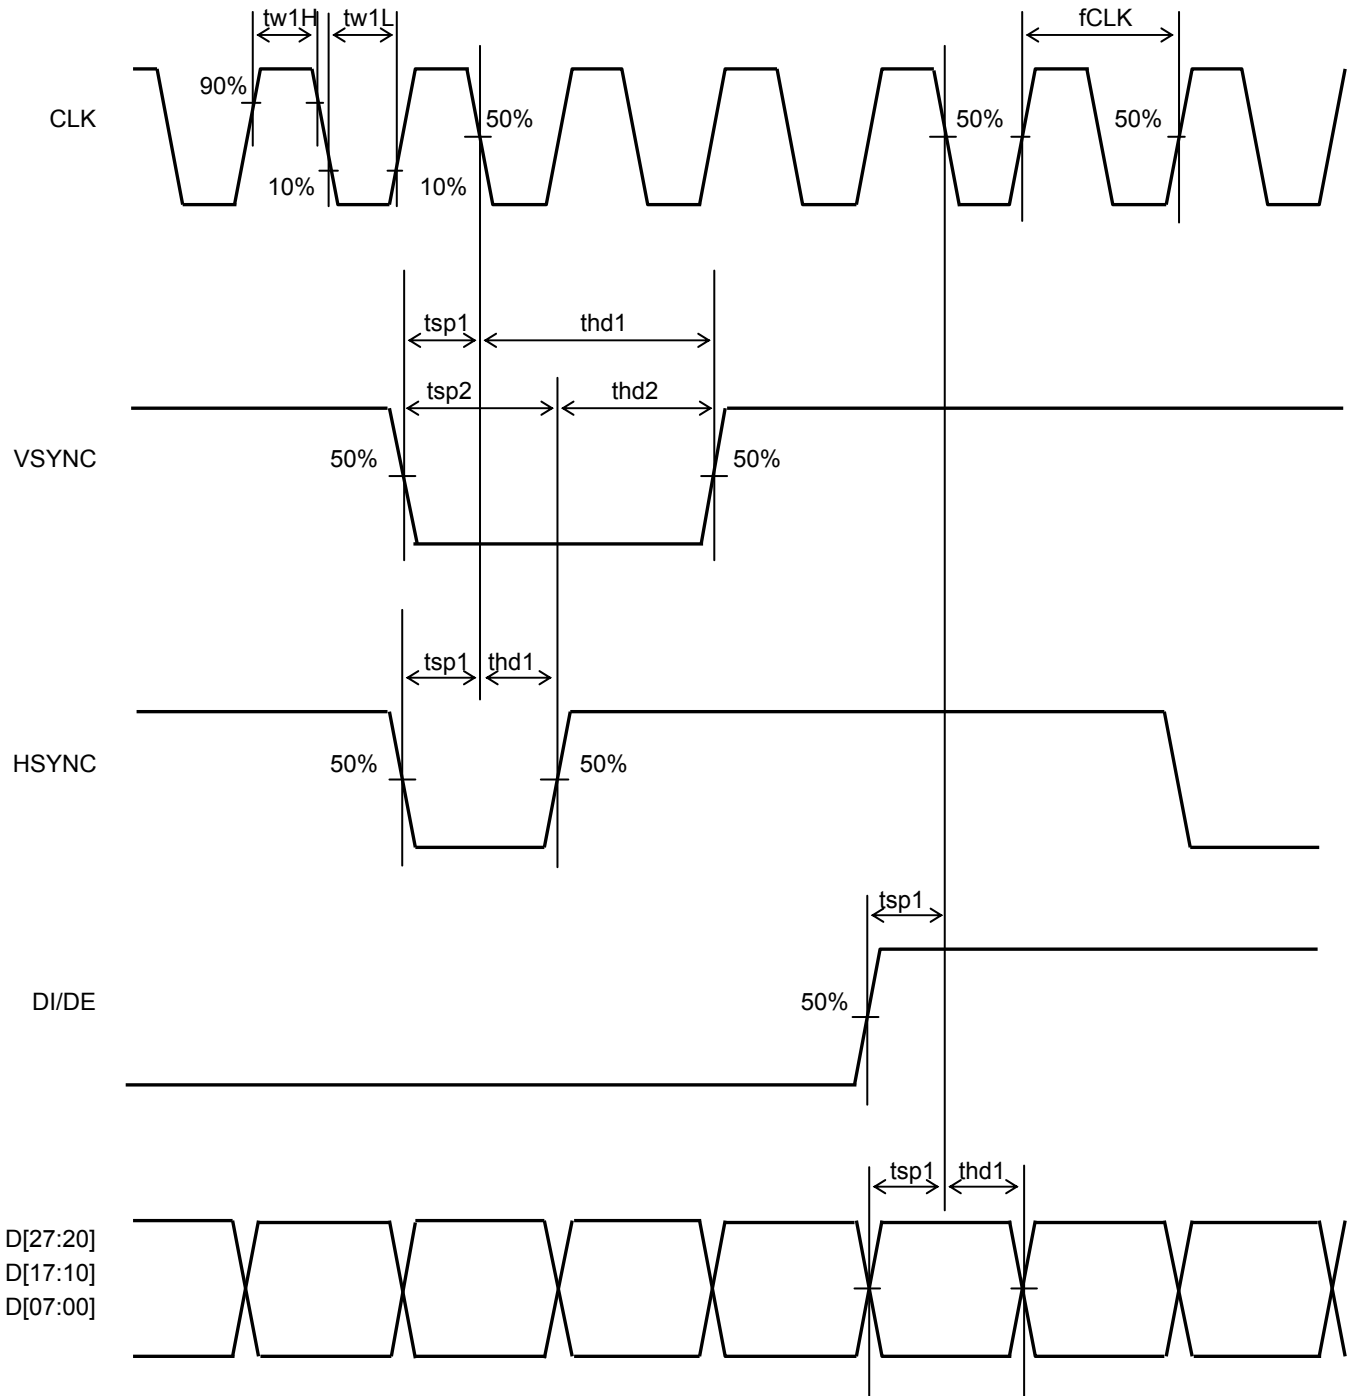 tw1H tw1L fCLK
90%
CLK 50% 50% 50%
10% 10%
tsp1 thd1
tsp2 thd2
VSYNC 50% 50%
tsp1 thd1
HSYNC 50% 50%
tsp1
DI/DE 50%
tsp1 thd1
D[27:20]
D[17:10]
D[07:00]